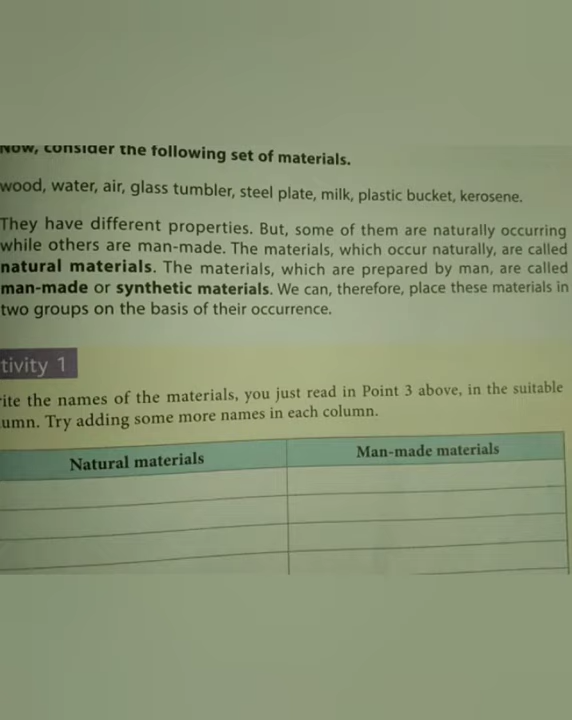 Now, consider the following set of materials.
wood, water, air, glass tumbler, steel plate, milk, plastic bucket, kerosene.
They have different properties. But, some of them are naturally occurring
while others are man-made. The materials, which occur naturally, are called
natural materials. The materials, which are prepared by man, are called
man-made or synthetic materials. We can, therefore, place these materials in
two groups on the basis of their occurrence.
tivity 1
rite the names of the materials, you just read in Point 3 above, in the suitable
umn. Try adding some more names in each column.
Natural materials
Man-made materials